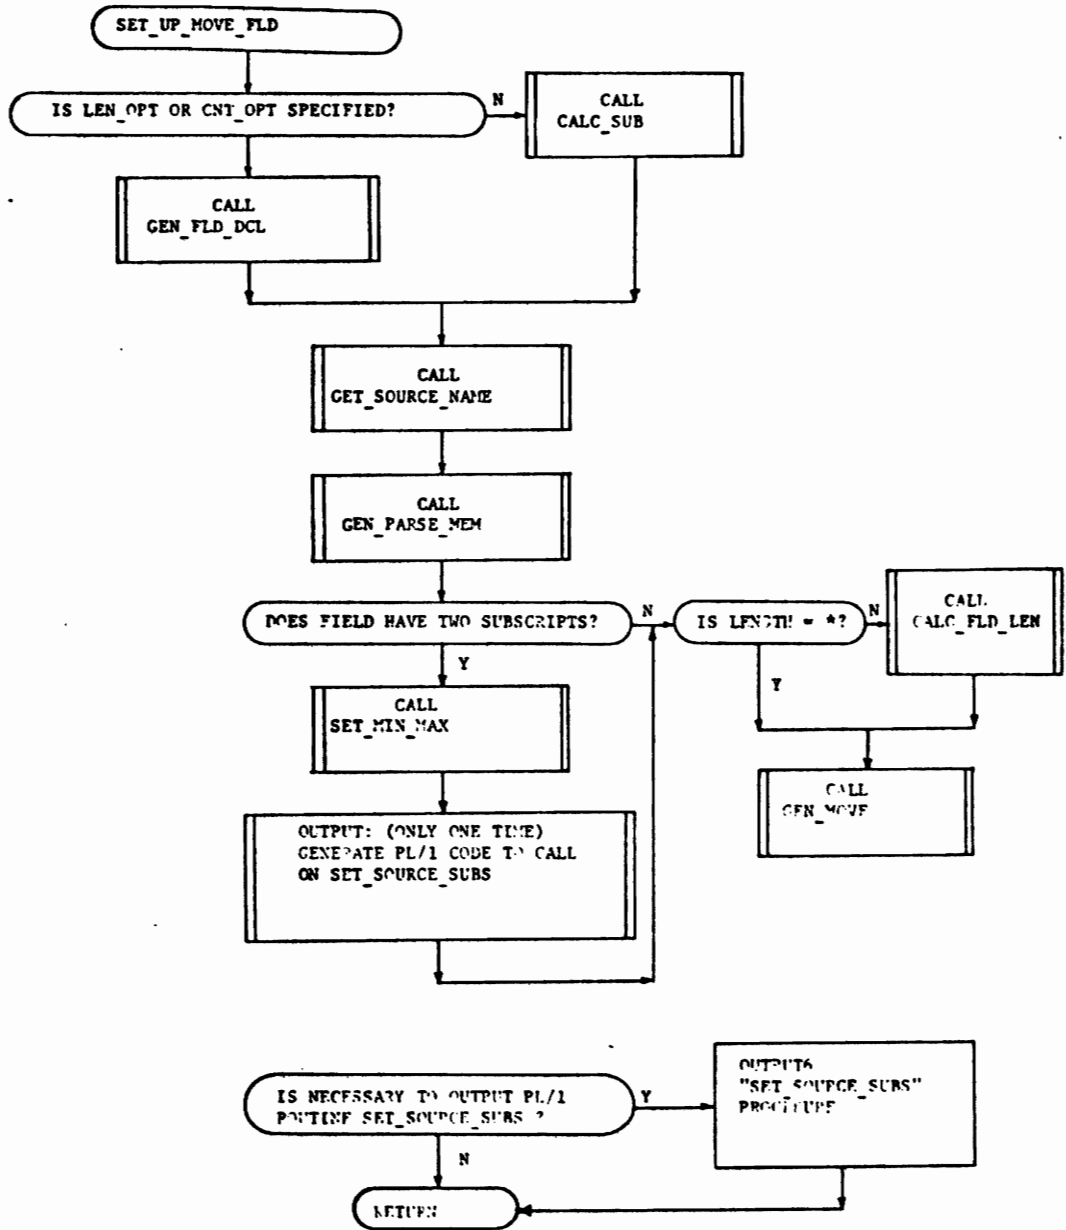 SET_UP_MOVE_FLD
IS LEN_OPT OR CNT_OPT SPECIFIED?
N
CALL
CALC_SUB
CALL
GEN_FLD_DCL
CALL
GET_SOURCE_NAME
CALL
GEN_PARSE_MEM
DOES FIELD HAVE TWO SUBSCRIPTS?
N
IS LENGTH = *?
N
CALL
CALC_FLD_LEN
Y
Y
CALL
SET_MIN_MAX
CALL
GEN_MOVE
OUTPUT: (ONLY ONE TIME)
GENERATE PL/1 CODE TO CALL
ON SET_SOURCE_SUBS
IS NECESSARY TO OUTPUT PL/1
ROUTINE SET_SOURCE_SUBS ?
Y
OUTPUT6
"SET_SOURCE_SUBS"
PROCEDURE
N
RETURN